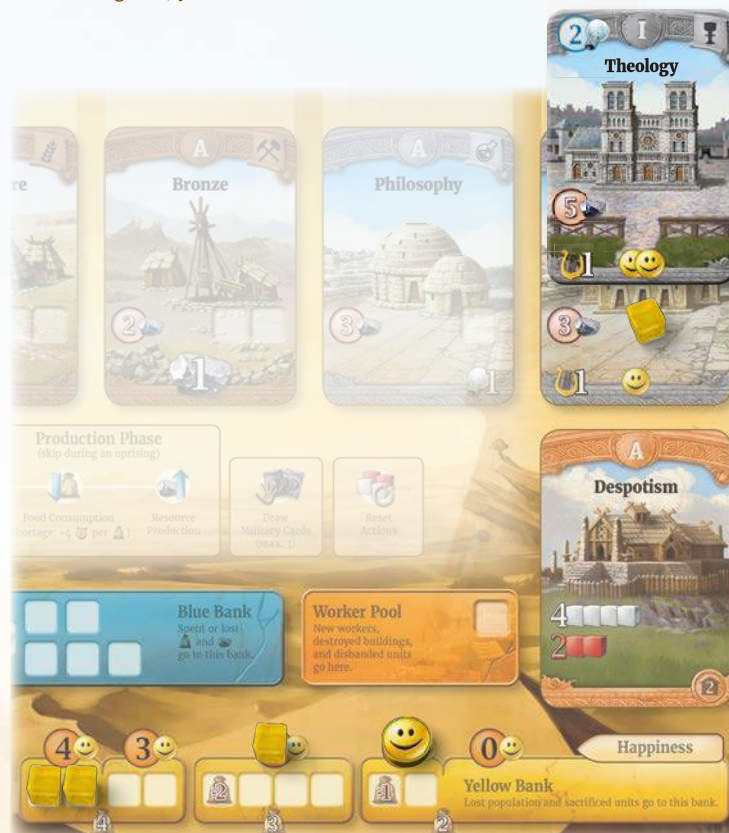 2
I
Theology
5
1
re
A
Bronze
2
1
A
Philosophy
3
1
3
1
Production Phase
(skip during an uprising)
Food Consumption
Resource
Production
Draw
Military Cards
(max. 3)
Reset
Actions
A
Despotism
4
2
2
Blue Bank
Spent or lost
and
go to this bank.
Worker Pool
New workers,
destroyed buildings,
and disbanded units
go here.
4
3
0
Happiness
-2
-1
Yellow Bank
Lost population and sacrificed units go to this bank.
4
3
2